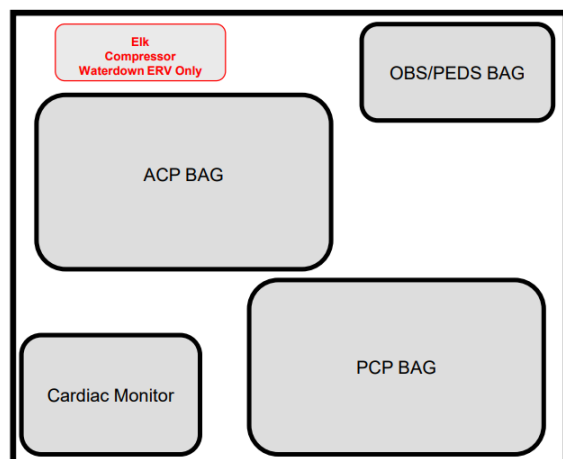 Elk
Compressor
Waterdown ERV Only
OBS/PEDS BAG
ACP BAG
PCP BAG
Cardiac Monitor